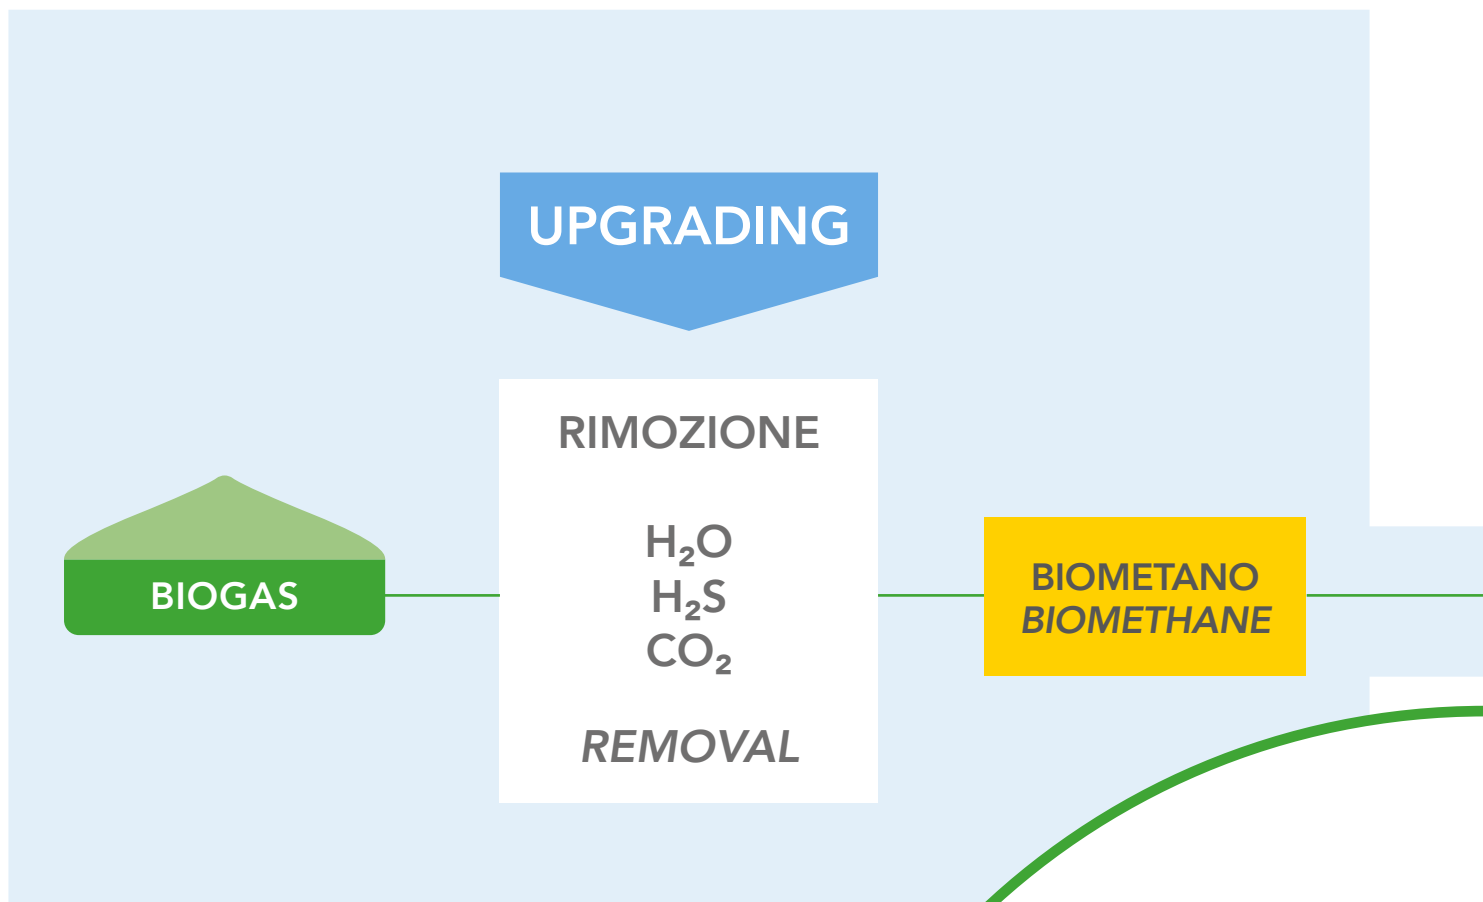 UPGRADING
RIMOZIONE
H₂O
H₂S
CO₂
REMOVAL
BIOGAS
BIOMETANO
BIOMETHANE